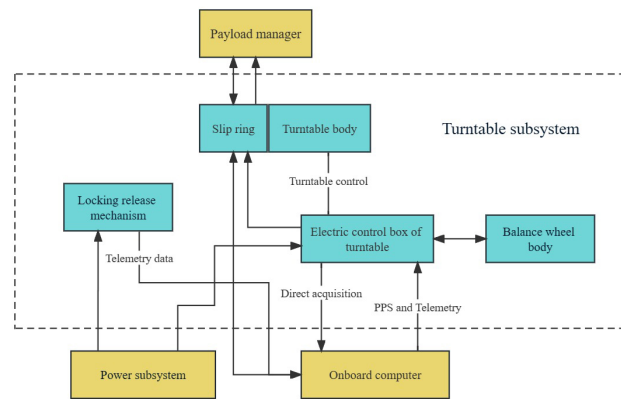 Payload manager
Slip ring
Turntable body
Turntable subsystem
Turntable control
Locking release
mechanism
Electric control box of
turntable
Balance wheel
body
Telemetry data
Direct acquisition
PPS and Telemetry
Power subsystem
Onboard computer